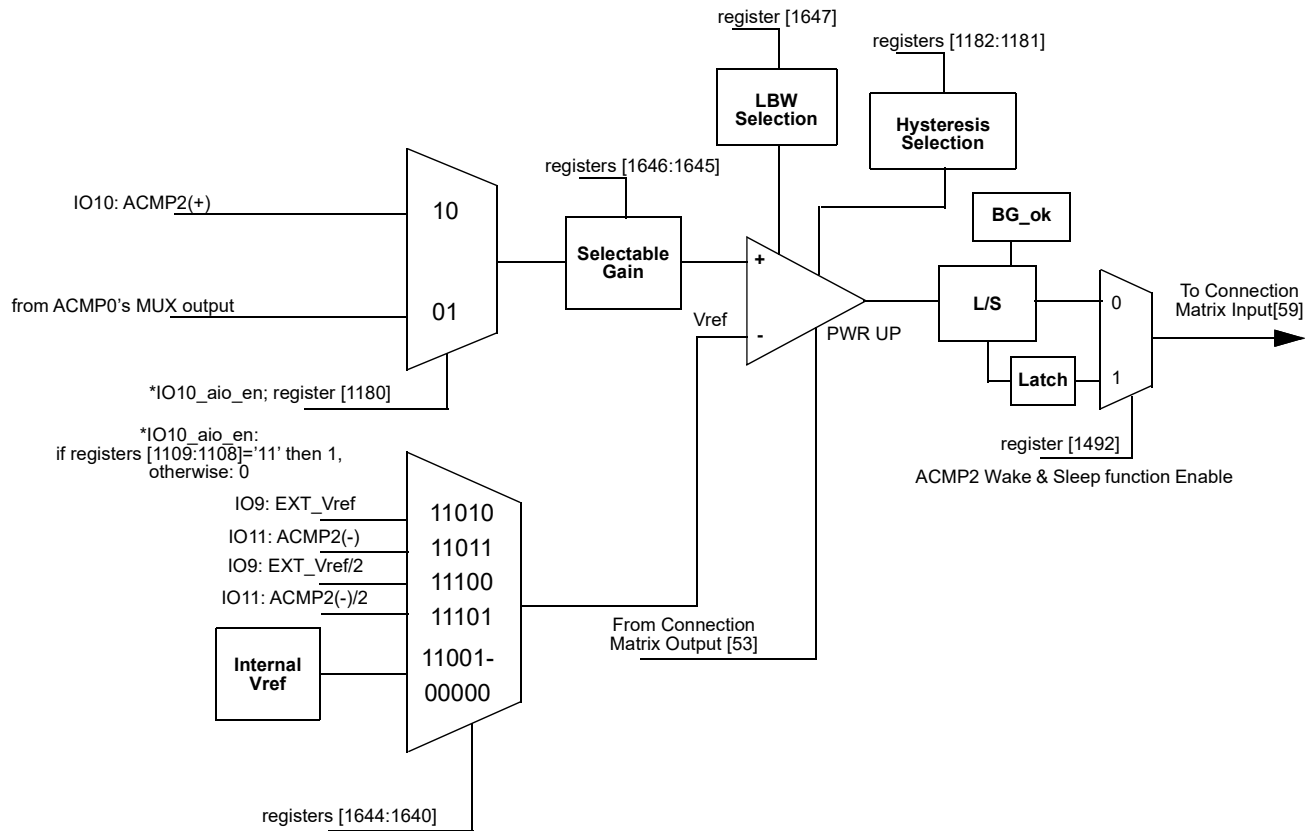 register [1647]
registers [1182:1181]
LBW
Selection
Hysteresis
Selection
registers [1646:1645]
IO10: ACMP2(+)
10
BG_ok
Selectable
Gain
+
To Connection
Matrix Input[59]
from ACMP0's MUX output
01
L/S
0
Vref
-
PWR UP
Latch
1
*IO10_aio_en; register [1180]
*IO10_aio_en:
if registers [1109:1108]='11' then 1,
otherwise: 0
register [1492]
ACMP2 Wake & Sleep function Enable
IO9: EXT_Vref
11010
IO11: ACMP2(-)
11011
IO9: EXT_Vref/2
11100
IO11: ACMP2(-)/2
11101
From Connection
Matrix Output [53]
Internal
Vref
11001-
00000
registers [1644:1640]